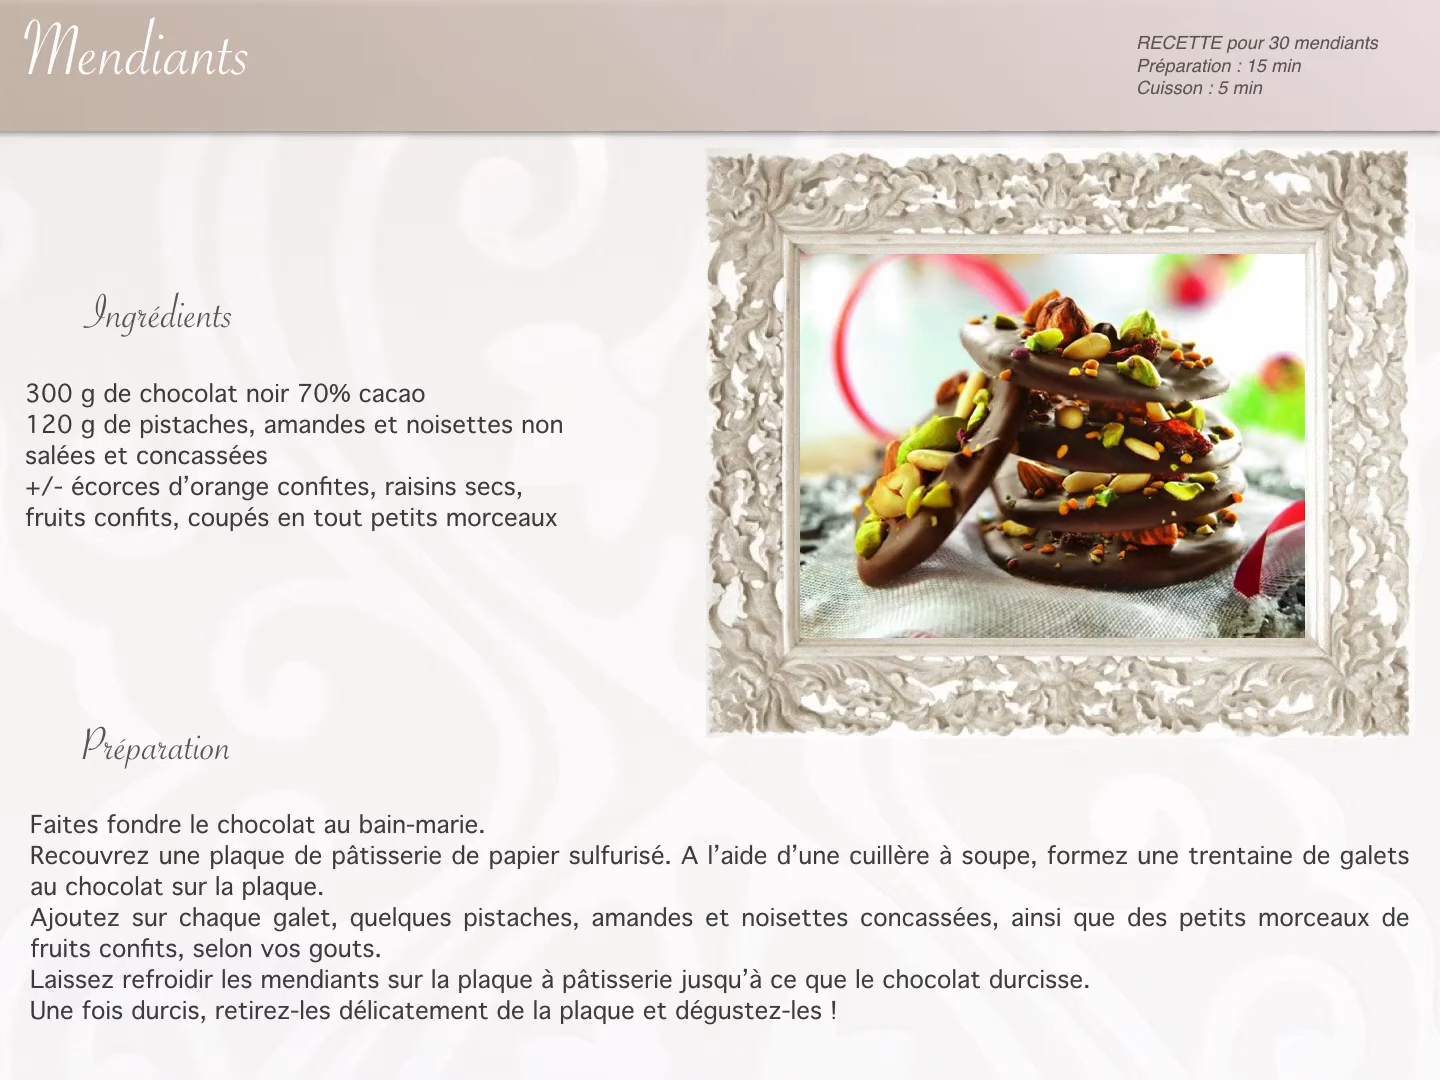 Mendiants
RECETTE pour 30 mendiants
Préparation : 15 min
Cuisson : 5 min
Ingrédients
300 g de chocolat noir 70% cacao
120 g de pistaches, amandes et noisettes non
salées et concassées
+/- écorces d’orange confites, raisins secs,
fruits confits, coupés en tout petits morceaux
Préparation
Faites fondre le chocolat au bain-marie.
Recouvrez une plaque de pâtisserie de papier sulfurisé. A l’aide d’une cuillère à soupe, formez une trentaine de galets
au chocolat sur la plaque.
Ajoutez sur chaque galet, quelques pistaches, amandes et noisettes concassées, ainsi que des petits morceaux de
fruits confits, selon vos gouts.
Laissez refroidir les mendiants sur la plaque à pâtisserie jusqu’à ce que le chocolat durcisse.
Une fois durcis, retirez-les délicatement de la plaque et dégustez-les !